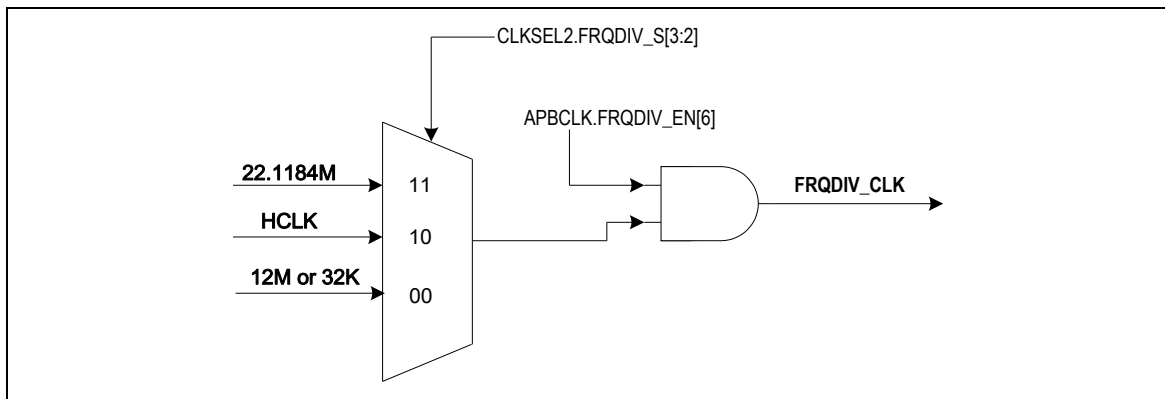 CLKSEL2.FRQDIV_S[3:2]
APBCLK.FRQDIV_EN[6]
22.1184M
11
FRQDIV_CLK
HCLK
10
12M or 32K
00